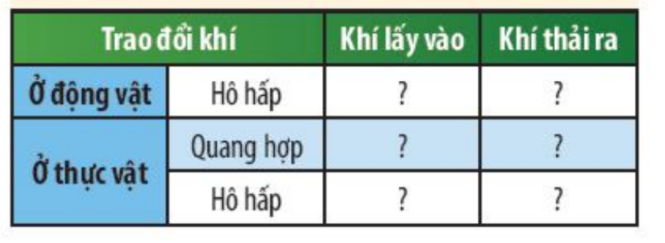 Trao đổi khí Khí lấy vào Khí thải ra
Ở động vật Hô hấp ? ?
Ở thực vật Quang hợp ? ?
Hô hấp ? ?